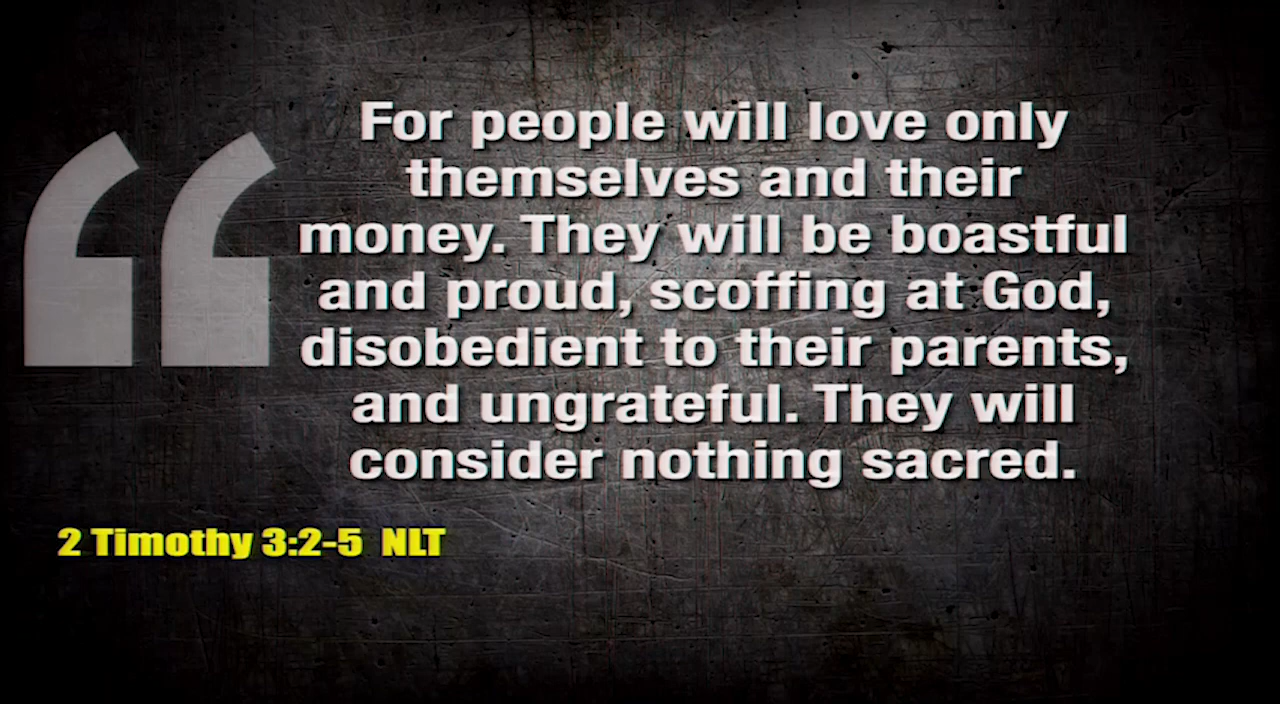 “
For people will love only
themselves and their
money. They will be boastful
and proud, scoffing at God,
disobedient to their parents,
and ungrateful. They will
consider nothing sacred.
2 Timothy 3:2-5 NLT